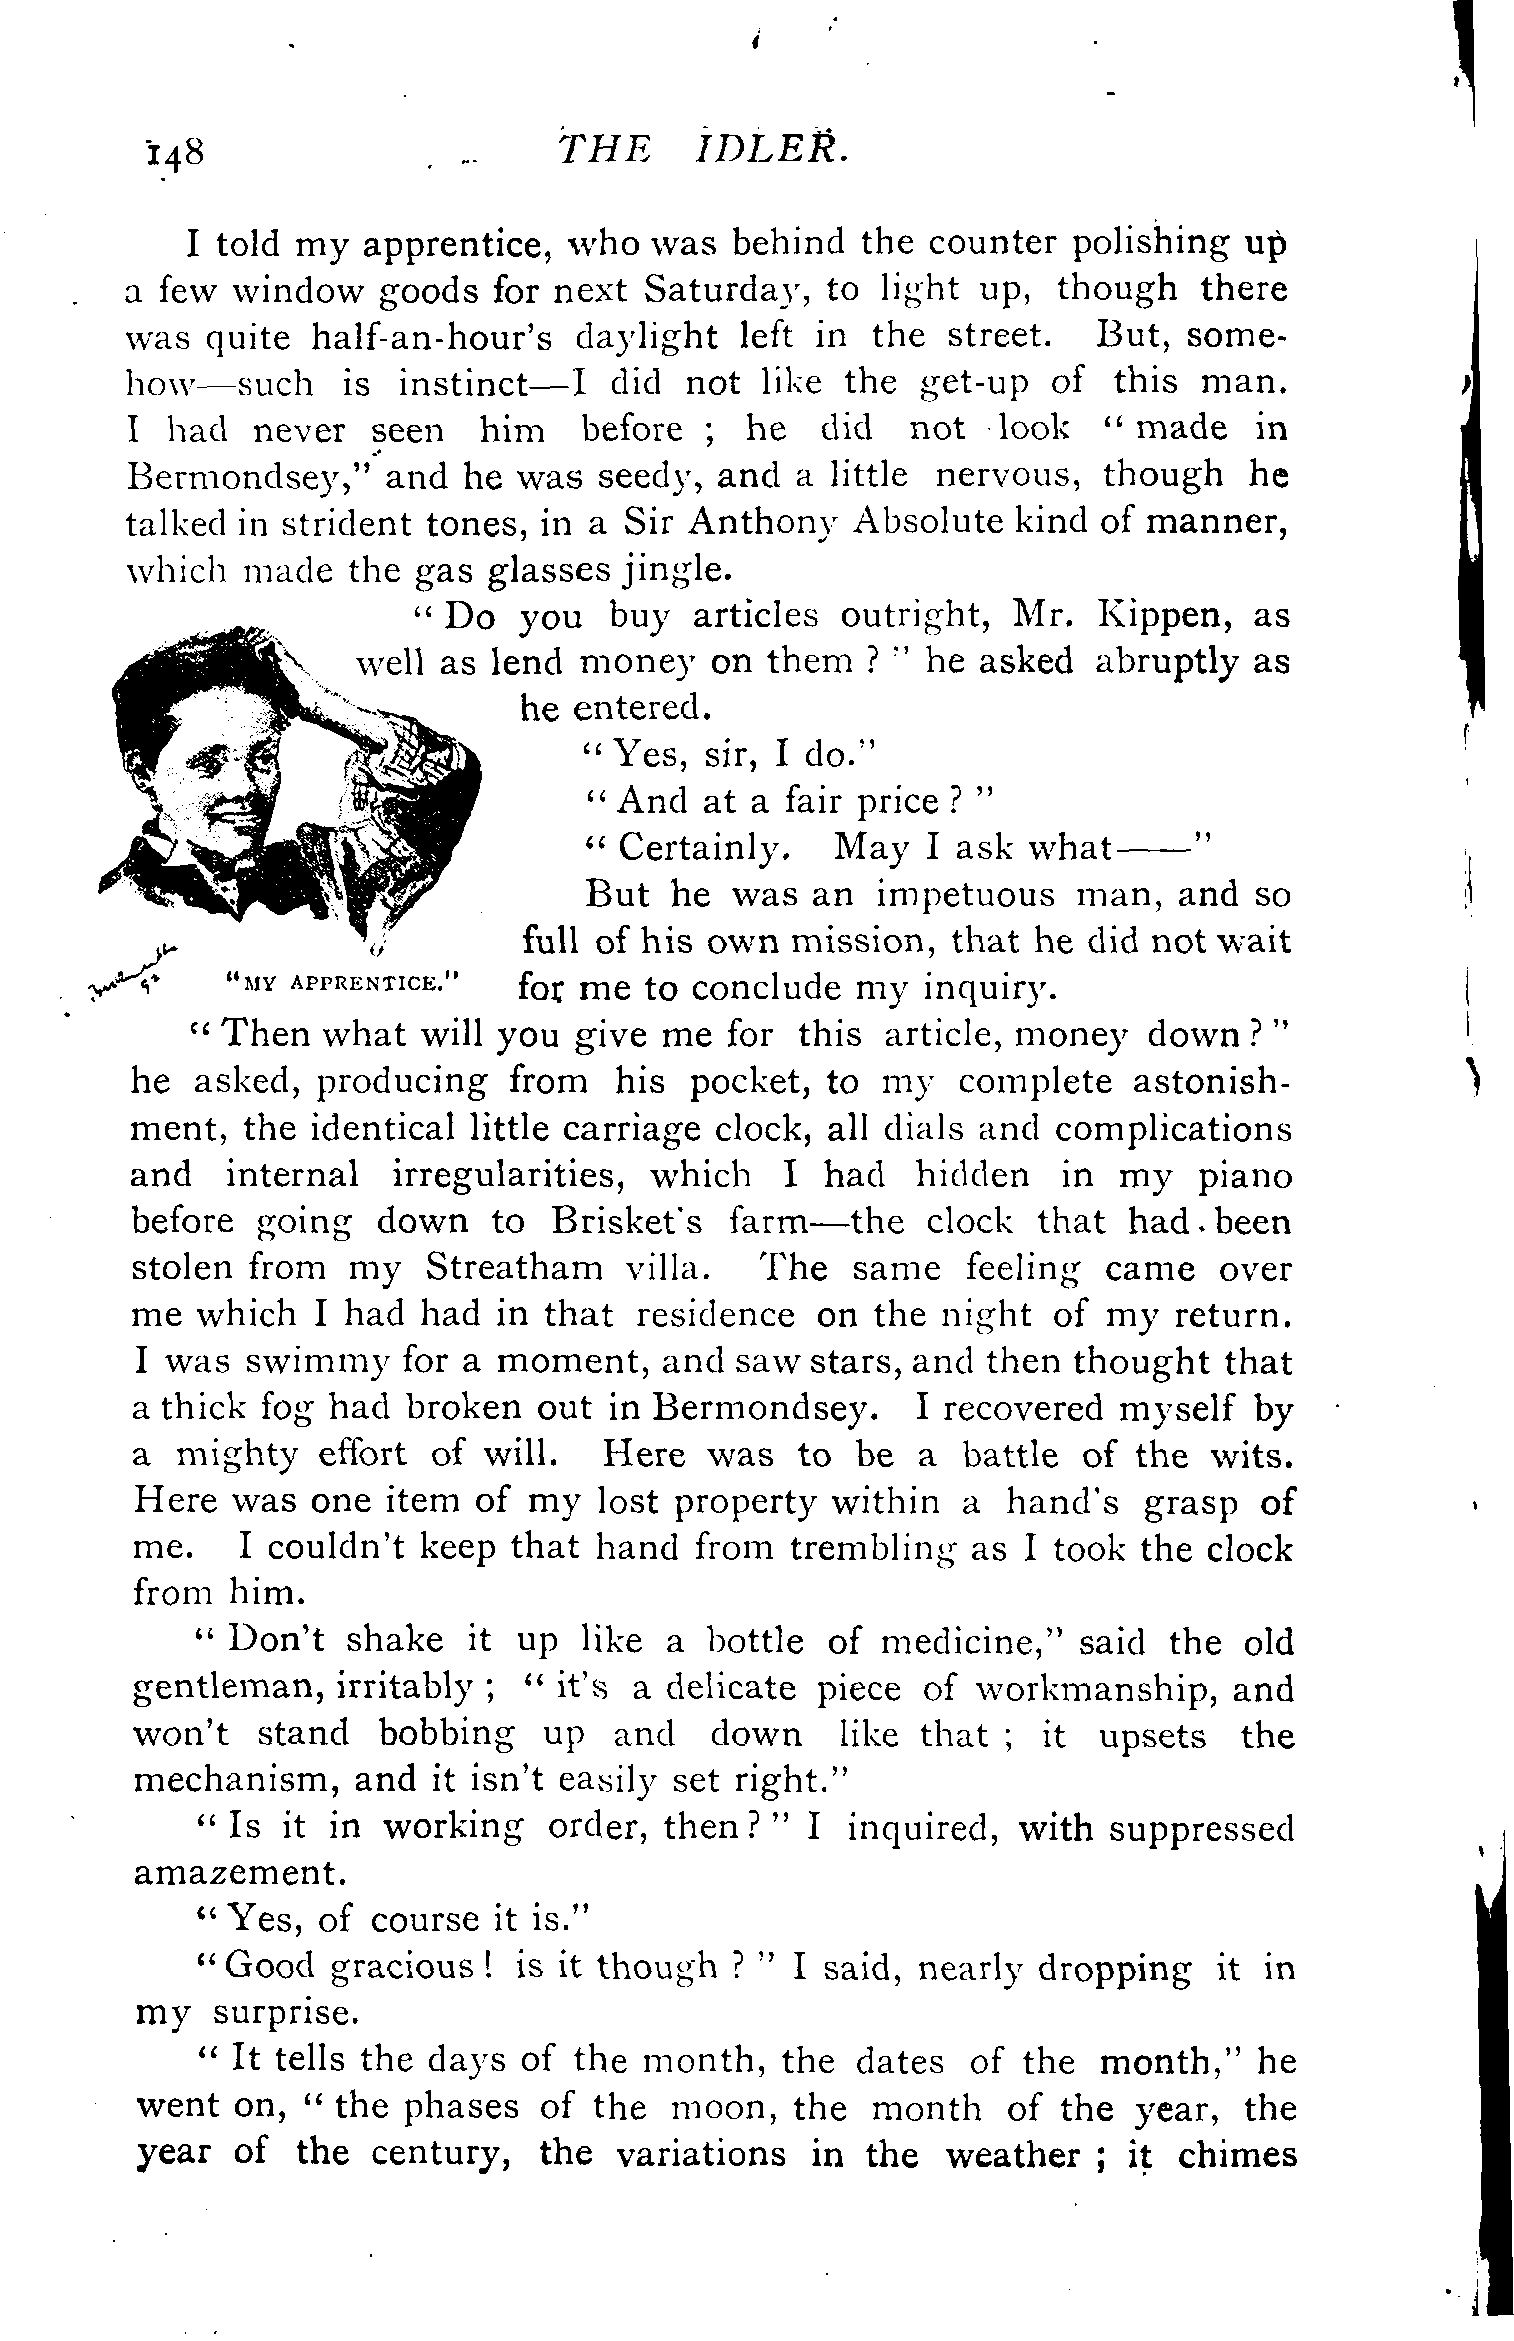 148 THE IDLER.
I told my apprentice, who was behind the counter polishing up
a few window goods for next Saturday, to light up, though there
was quite half-an-hour's daylight left in the street. But, some-
how—such is instinct—I did not like the get-up of this man.
I had never seen him before ; he did not look “ made in
Bermondsey,” and he was seedy, and a little nervous, though he
talked in strident tones, in a Sir Anthony Absolute kind of manner,
which made the gas glasses jingle.
“ Do you buy articles outright, Mr. Kippen, as
well as lend money on them ? ” he asked abruptly as
he entered.
“ Yes, sir, I do.”
“ And at a fair price ? ”
“ Certainly. May I ask what——”
But he was an impetuous man, and so
full of his own mission, that he did not wait
for me to conclude my inquiry.
92
“MY APPRENTICE.”
“ Then what will you give me for this article, money down ? ”
he asked, producing from his pocket, to my complete astonish-
ment, the identical little carriage clock, all dials and complications
and internal irregularities, which I had hidden in my piano
before going down to Brisket's farm—the clock that had been
stolen from my Streatham villa. The same feeling came over
me which I had had in that residence on the night of my return.
I was swimmy for a moment, and saw stars, and then thought that
a thick fog had broken out in Bermondsey. I recovered myself by
a mighty effort of will. Here was to be a battle of the wits.
Here was one item of my lost property within a hand's grasp of
me. I couldn't keep that hand from trembling as I took the clock
from him.
“ Don't shake it up like a bottle of medicine,” said the old
gentleman, irritably ; “ it's a delicate piece of workmanship, and
won't stand bobbing up and down like that ; it upsets the
mechanism, and it isn't easily set right.”
“ Is it in working order, then ? ” I inquired, with suppressed
amazement.
“ Yes, of course it is.”
“ Good gracious ! is it though ? ” I said, nearly dropping it in
my surprise.
“ It tells the days of the month, the dates of the month,” he
went on, “ the phases of the moon, the month of the year, the
year of the century, the variations in the weather ; it chimes